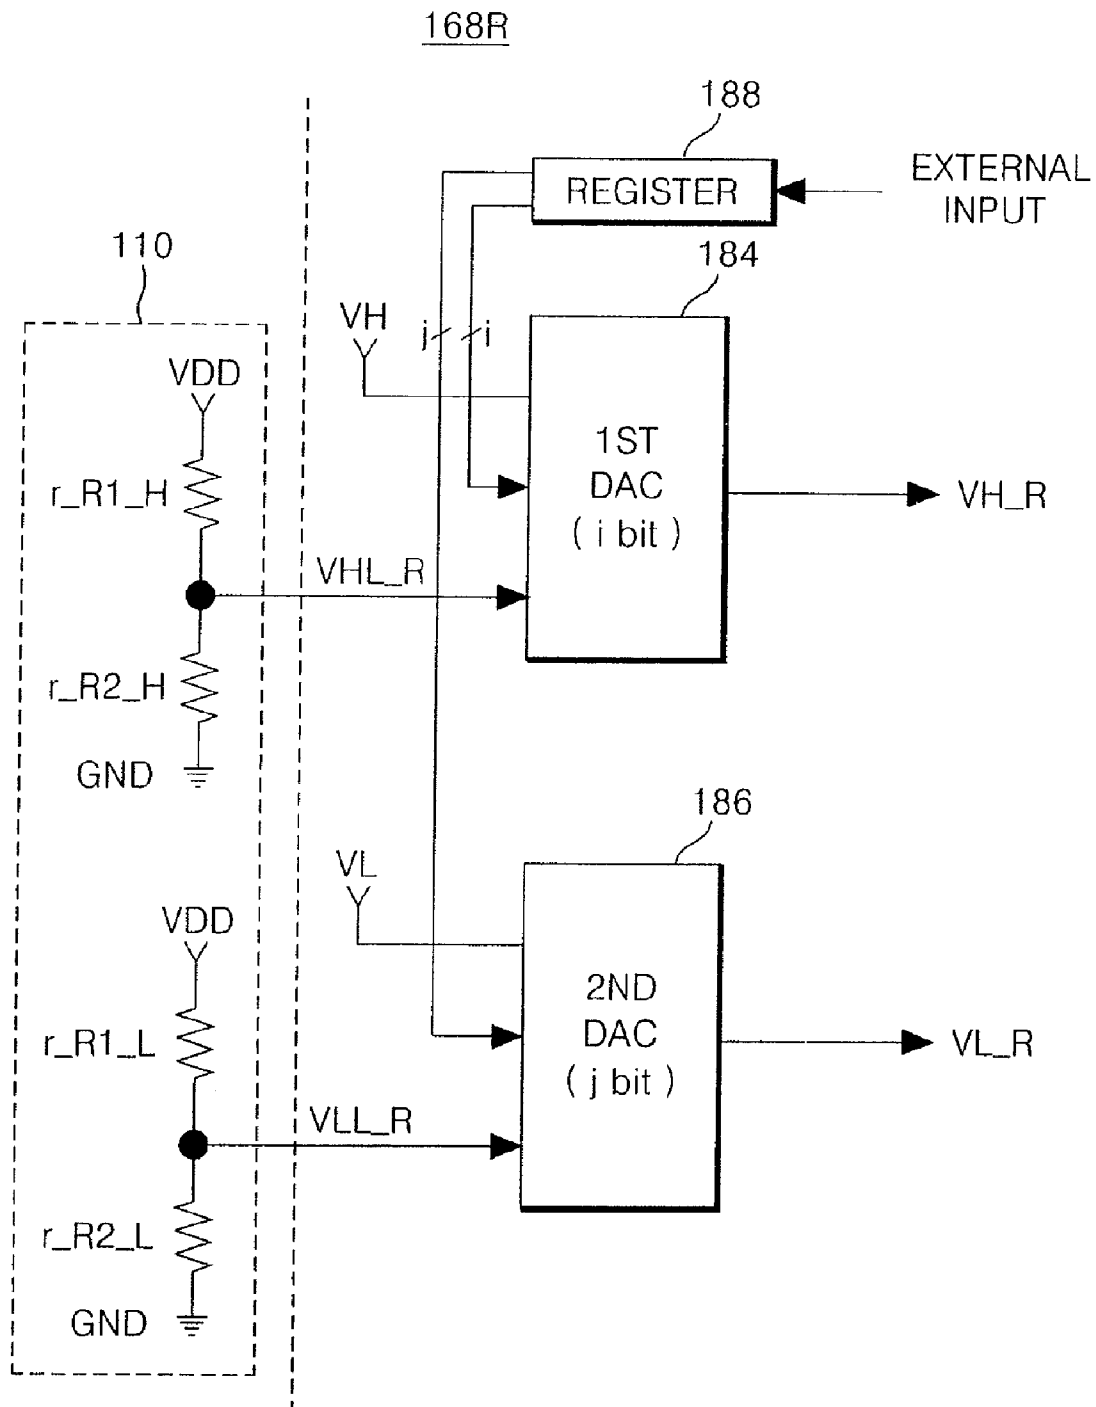 168R
188
REGISTER
EXTERNAL
INPUT
110
184
VH
j
i
VDD
1ST
DAC
( i bit )
r_R1_H
VH_R
VHL_R
r_R2_H
GND
186
VL
VDD
2ND
DAC
( j bit )
r_R1_L
VL_R
VLL_R
r_R2_L
GND